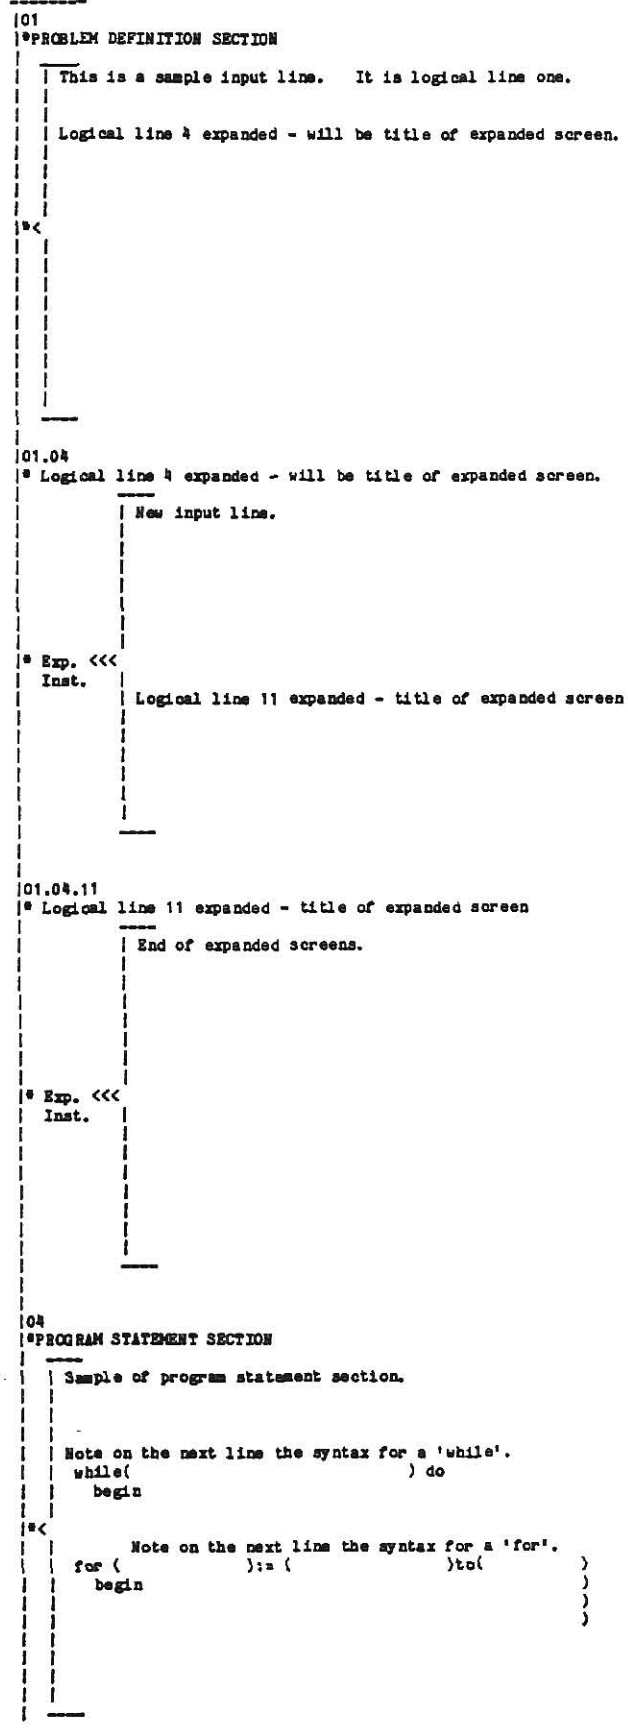 01
*PROBLEM DEFINITION SECTION
This is a sample input line.   It is logical line one.
Logical line 4 expanded - will be title of expanded screen.
*<
01.04
* Logical line 4 expanded - will be title of expanded screen.
New input line.
* Exp. <<<
Inst.
Logical line 11 expanded - title of expanded screen
01.04.11
* Logical line 11 expanded - title of expanded screen
End of expanded screens.
* Exp. <<<
Inst.
04
*PROGRAM STATEMENT SECTION
Sample of program statement section.
Note on the next line the syntax for a 'while'.
while(                              ) do
begin
*<
Note on the next line the syntax for a 'for'.
for (              ):= (                 )to(           )
begin                                               )
)
)